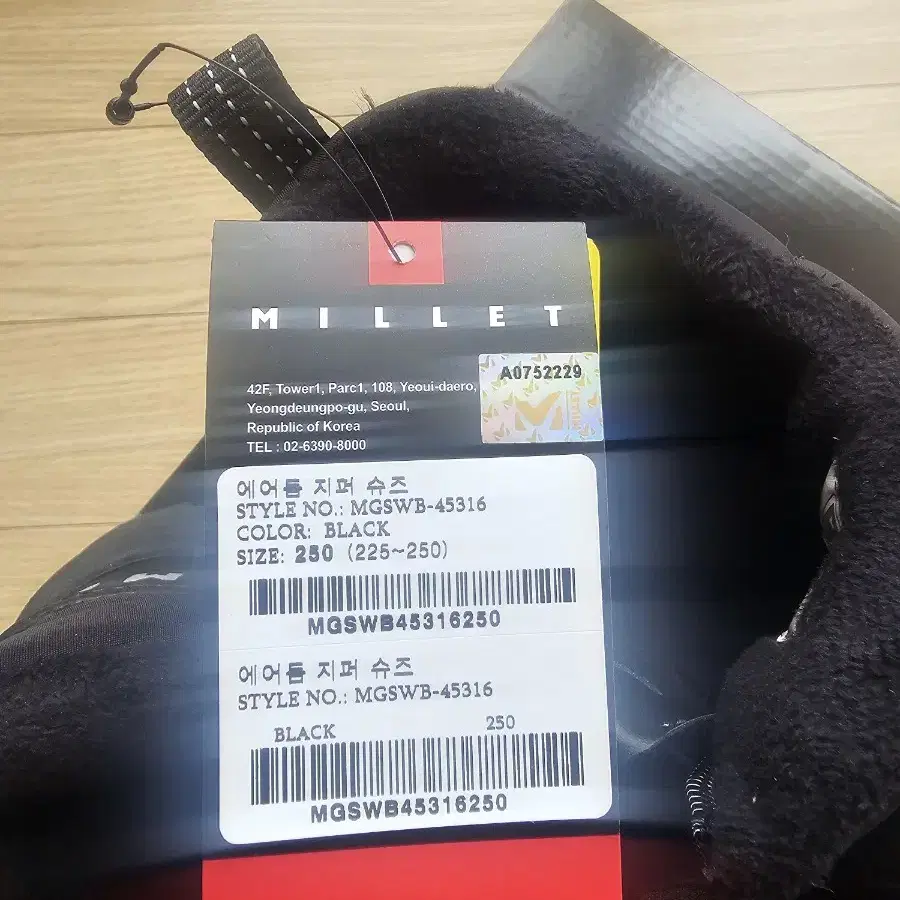 MILLET
A0752229
42F, Tower1, Parc1, 108, Yeoui-daero,
Yeongdeungpo-gu, Seoul,
Republic of Korea
TEL : 02-6390-8000
에어돔 지퍼 슈즈
STYLE NO.: MGSWB-45316
COLOR: BLACK
SIZE: 250 (225~250)
MGSWB45316250
에어돔 지퍼 슈즈
STYLE NO.: MGSWB-45316
BLACK 250
MGSWB45316250